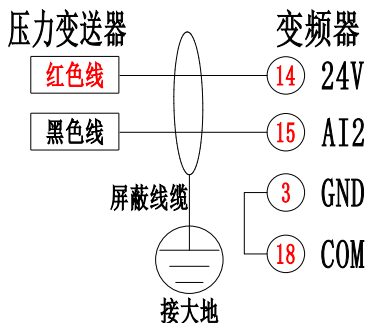 压力变送器 变频器
红色线 14 24V
黑色线 15 AI2
3 GND
屏蔽线缆
18 COM
接大地